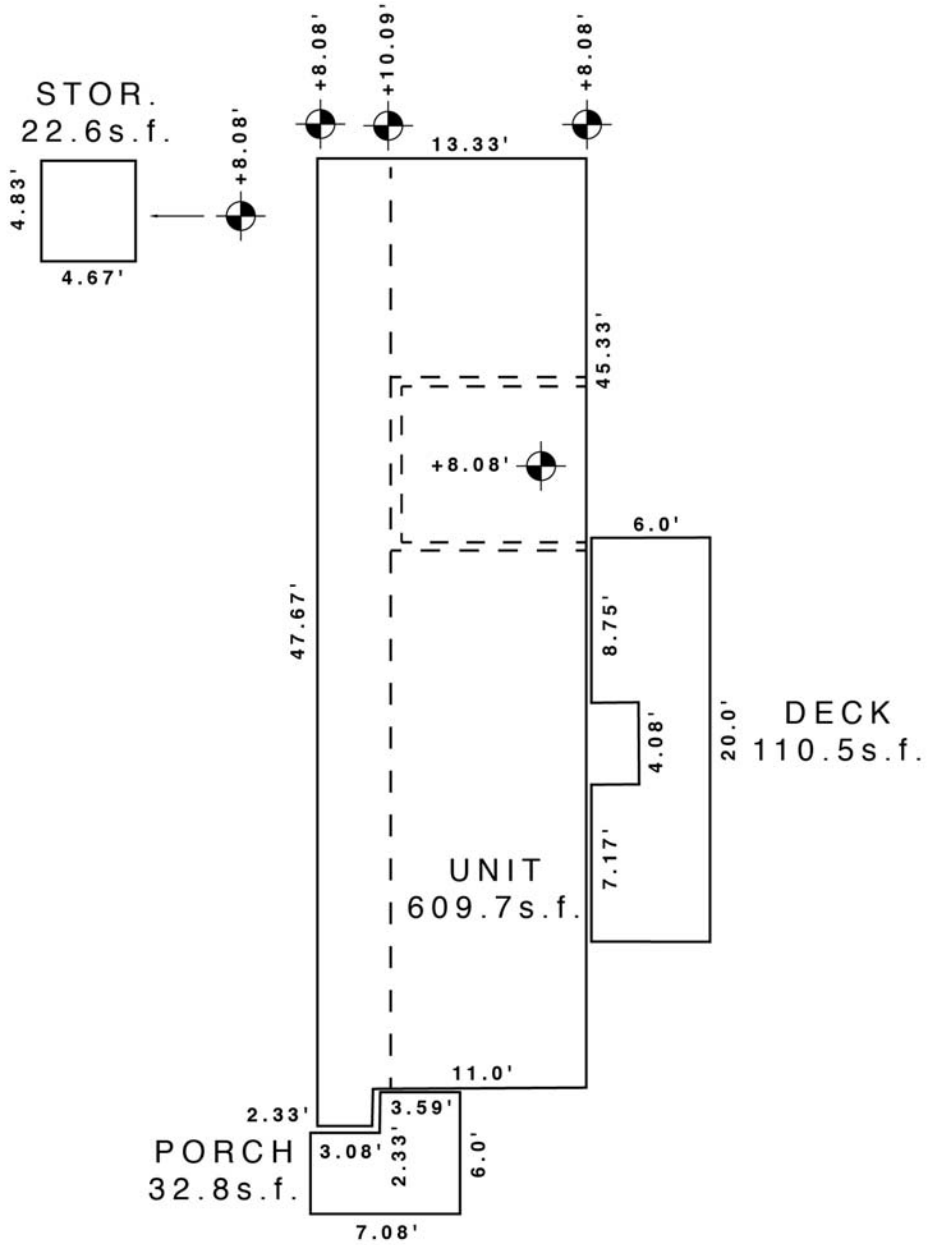 +8.08'
+10.09'
+8.08'
STOR.
22.6s.f.
+8.08'
4.83'
4.67'
13.33'
45.33'
+8.08'
47.67'
6.0'
8.75'
4.08'
20.0'
DECK
110.5s.f.
7.17'
UNIT
609.7s.f.
11.0'
2.33'
3.59'
PORCH
32.8s.f.
3.08'
2.33'
6.0'
7.08'